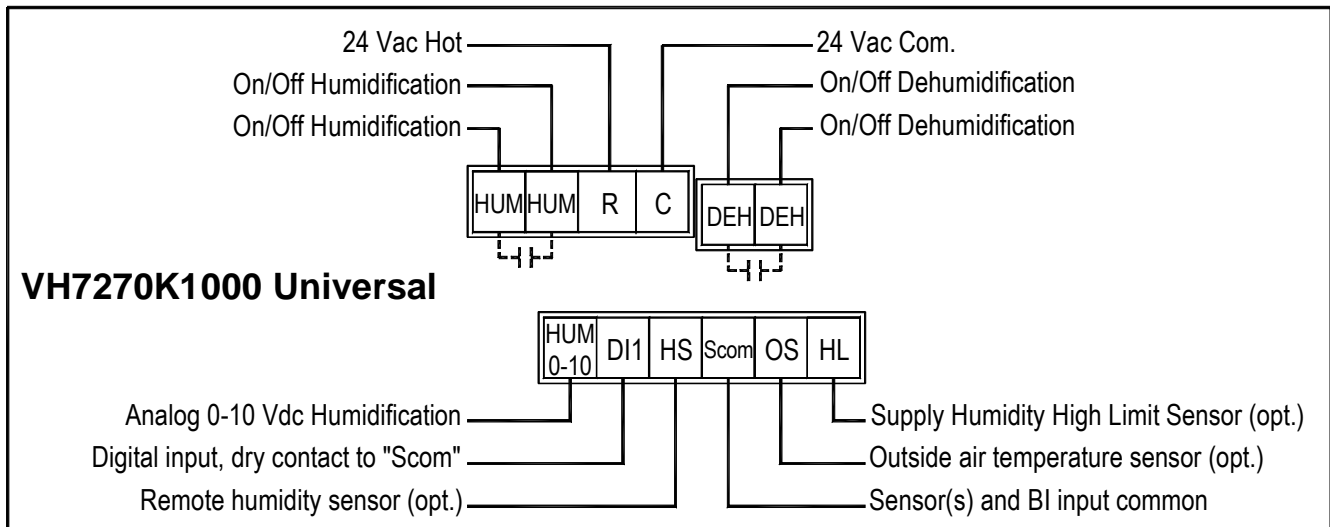 24 Vac Hot
24 Vac Com.
On/Off Humidification
On/Off Dehumidification
On/Off Humidification
On/Off Dehumidification
HUM HUM R C
DEH DEH
VH7270K1000 Universal
HUM 0-10 DI1 HS Scom OS HL
Analog 0-10 Vdc Humidification
Supply Humidity High Limit Sensor (opt.)
Digital input, dry contact to "Scom"
Outside air temperature sensor (opt.)
Remote humidity sensor (opt.)
Sensor(s) and BI input common